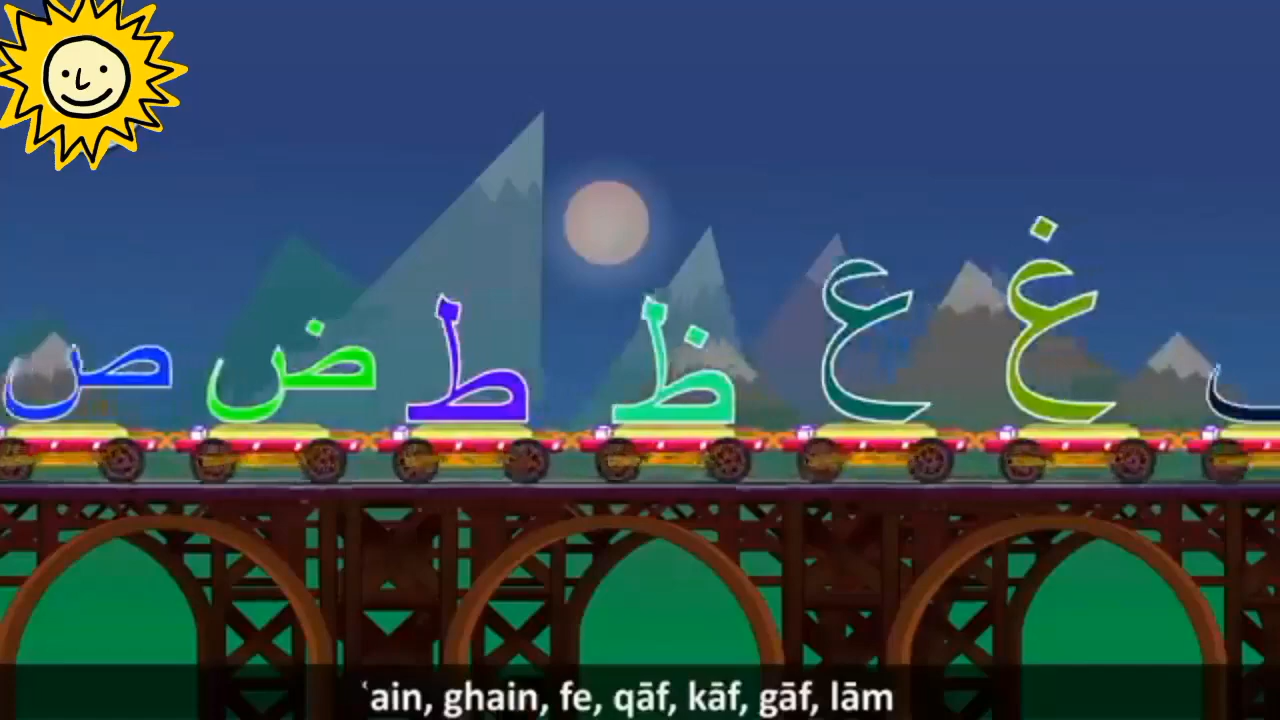 ص ض ط ظ ع غ
ʿain, ghain, fe, qāf, kāf, gāf, lām